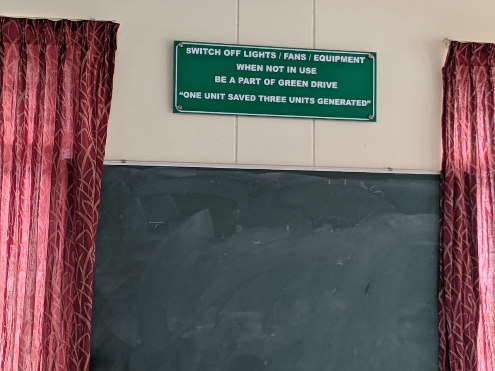 SWITCH OFF LIGHTS / FANS / EQUIPMENT
WHEN NOT IN USE
BE A PART OF GREEN DRIVE
“ONE UNIT SAVED THREE UNITS GENERATED”